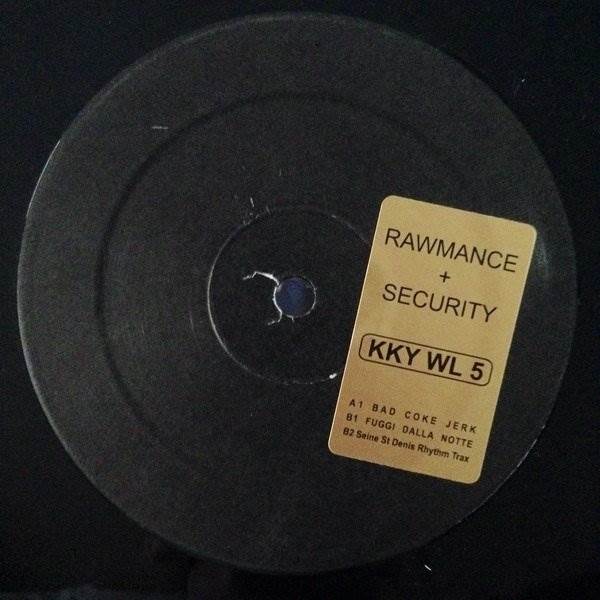 RAWMANCE
+
SECURITY
KKY WL 5
A1 BAD COKE JERK
B1 FUGGI DALLA NOTTE
B2 Seine St Denis Rhythm Trax